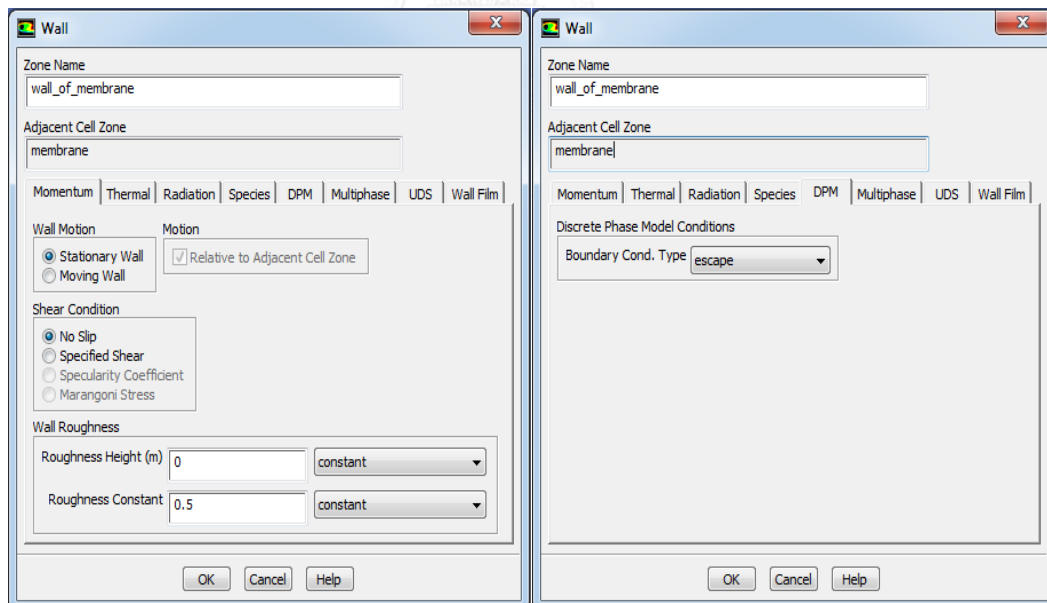 Wall
Zone Name
wall_of_membrane
Adjacent Cell Zone
membrane
Momentum Thermal Radiation Species DPM Multiphase UDS Wall Film
Wall Motion Motion
Stationary Wall Relative to Adjacent Cell Zone
Moving Wall
Shear Condition
No Slip
Specified Shear
Specularity Coefficient
Marangoni Stress
Wall Roughness
Roughness Height (m) 0 constant
Roughness Constant 0.5 constant
OK Cancel Help
Wall
Zone Name
wall_of_membrane
Adjacent Cell Zone
membrane
Momentum Thermal Radiation Species DPM Multiphase UDS Wall Film
Discrete Phase Model Conditions
Boundary Cond. Type escape
OK Cancel Help